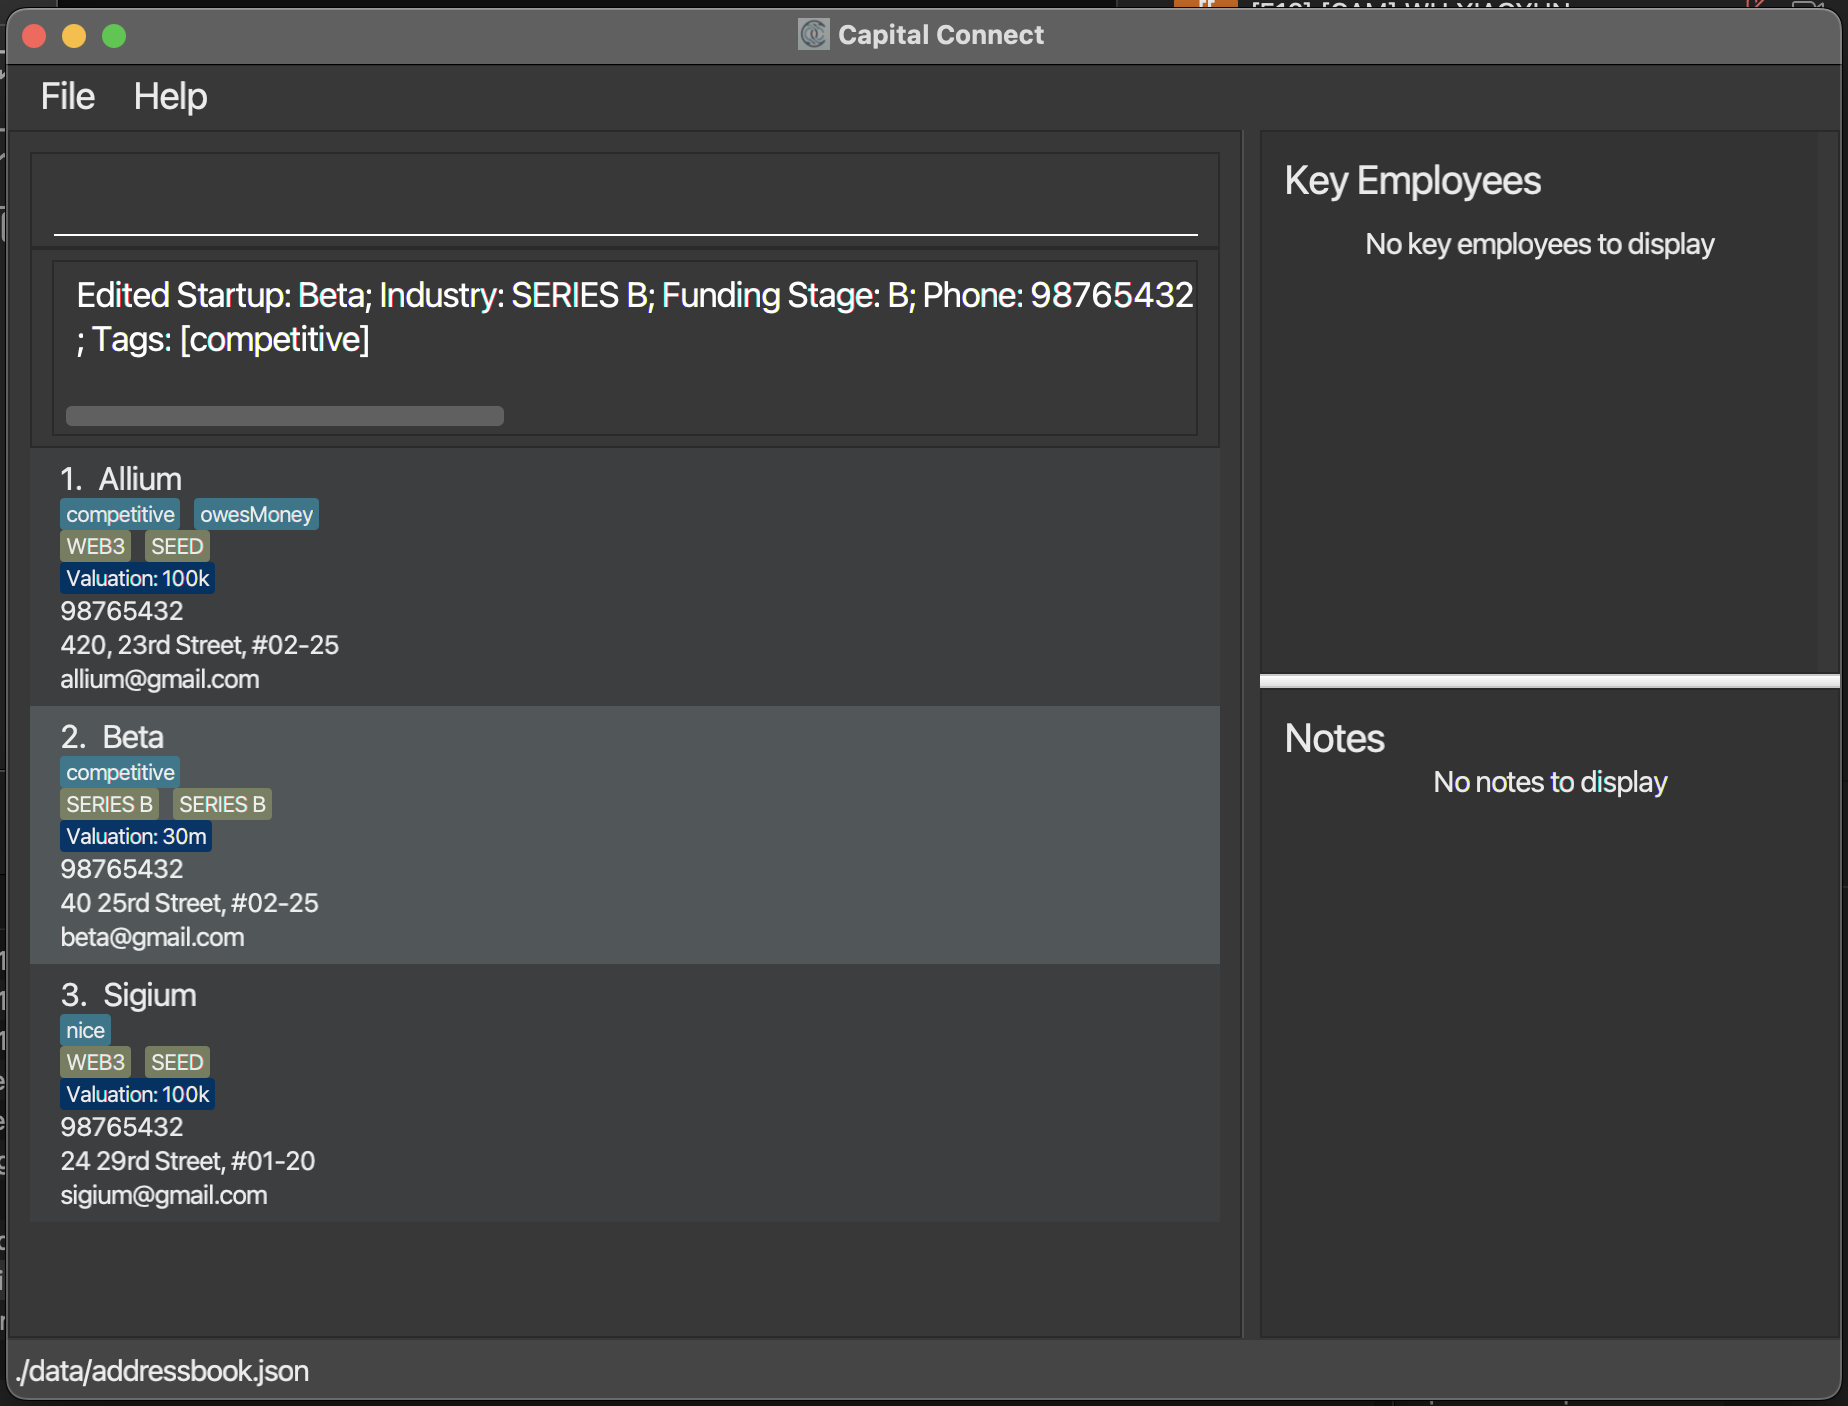 Capital Connect
File Help
Edited Startup: Beta; Industry: SERIES B; Funding Stage: B; Phone: 98765432
; Tags: [competitive]
1. Allium
competitive owesMoney
WEB3 SEED
Valuation: 100k
98765432
420, 23rd Street, #02-25
allium@gmail.com
2. Beta
competitive
SERIES B SERIES B
Valuation: 30m
98765432
40 25rd Street, #02-25
beta@gmail.com
3. Sigium
nice
WEB3 SEED
Valuation: 100k
98765432
24 29rd Street, #01-20
sigium@gmail.com
Key Employees
No key employees to display
Notes
No notes to display
./data/addressbook.json